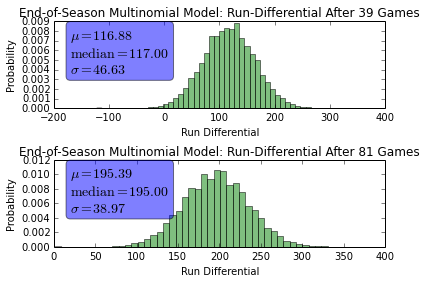 End-of-Season Multinomial Model: Run-Differential After 39 Games
μ = 116.88
median = 117.00
σ = 46.63
Probability
0.009
0.008
0.007
0.006
0.005
0.004
0.003
0.002
0.001
0.000
−200 −100 0 100 200 300 400
Run Differential
End-of-Season Multinomial Model: Run-Differential After 81 Games
μ = 195.39
median = 195.00
σ = 38.97
Probability
0.012
0.010
0.008
0.006
0.004
0.002
0.000
0 50 100 150 200 250 300 350 400
Run Differential